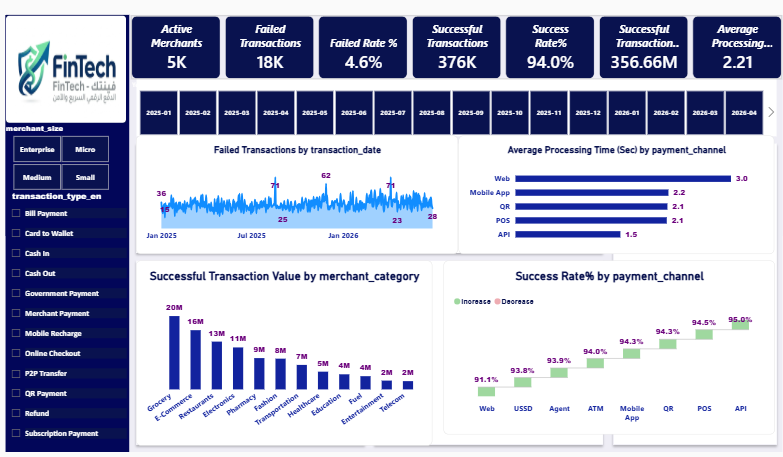 FinTech
FinTech - فينتك
الدفع الرقمي السريع والآمن
merchant_size
Enterprise
Micro
Medium
Small
transaction_type_en
Bill Payment
Card to Wallet
Cash In
Cash Out
Government Payment
Merchant Payment
Mobile Recharge
Online Checkout
P2P Transfer
QR Payment
Refund
Subscription Payment
Active
Merchants
5K
Failed
Transactions
18K
Failed Rate %
4.6%
Successful
Transactions
376K
Success
Rate%
94.0%
Successful
Transaction..
356.66M
Average
Processing...
2.21
2025-01
2025-02
2025-03
2025-04
2025-05
2025-06
2025-07
2025-08
2025-09
2025-10
2025-11
2025-12
2026-01
2026-02
2026-03
2026-04
Failed Transactions by transaction_date
36
15
71
25
62
71
23
28
Jan 2025
Jul 2025
Jan 2026
Average Processing Time (Sec) by payment_channel
Web 3.0
Mobile App 2.2
QR 2.1
POS 2.1
API 1.5
Successful Transaction Value by merchant_category
20M
16M
13M
11M
9M
8M
7M
5M
4M
4M
2M
2M
Grocery
E-Commerce
Restaurants
Electronics
Pharmacy
Fashion
Transportation
Healthcare
Education
Fuel
Entertainment
Telecom
Success Rate% by payment_channel
Increase
Decrease
91.1%
93.8%
93.9%
94.0%
94.3%
94.3%
94.5%
95.0%
Web
USSD
Agent
ATM
Mobile
App
QR
POS
API